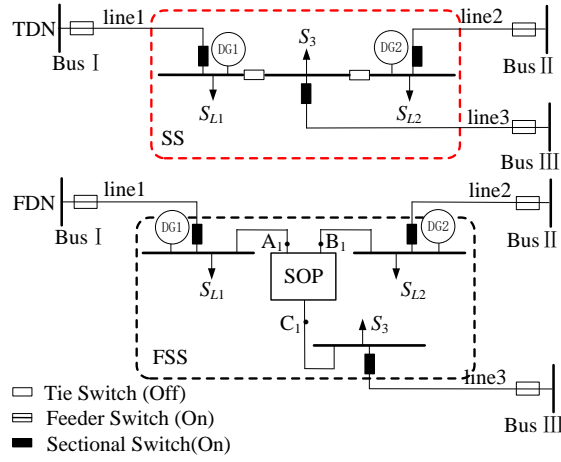 TDN
line1
line2
Bus Ⅰ
DG1
S3
DG2
Bus Ⅱ
SL1
SL2
line3
SS
Bus Ⅲ
FDN
line1
line2
Bus Ⅰ
DG1
DG2
Bus Ⅱ
A1
B1
SOP
SL1
SL2
C1
S3
FSS
line3
Tie Switch (Off)
Feeder Switch (On)
Bus Ⅲ
Sectional Switch(On)